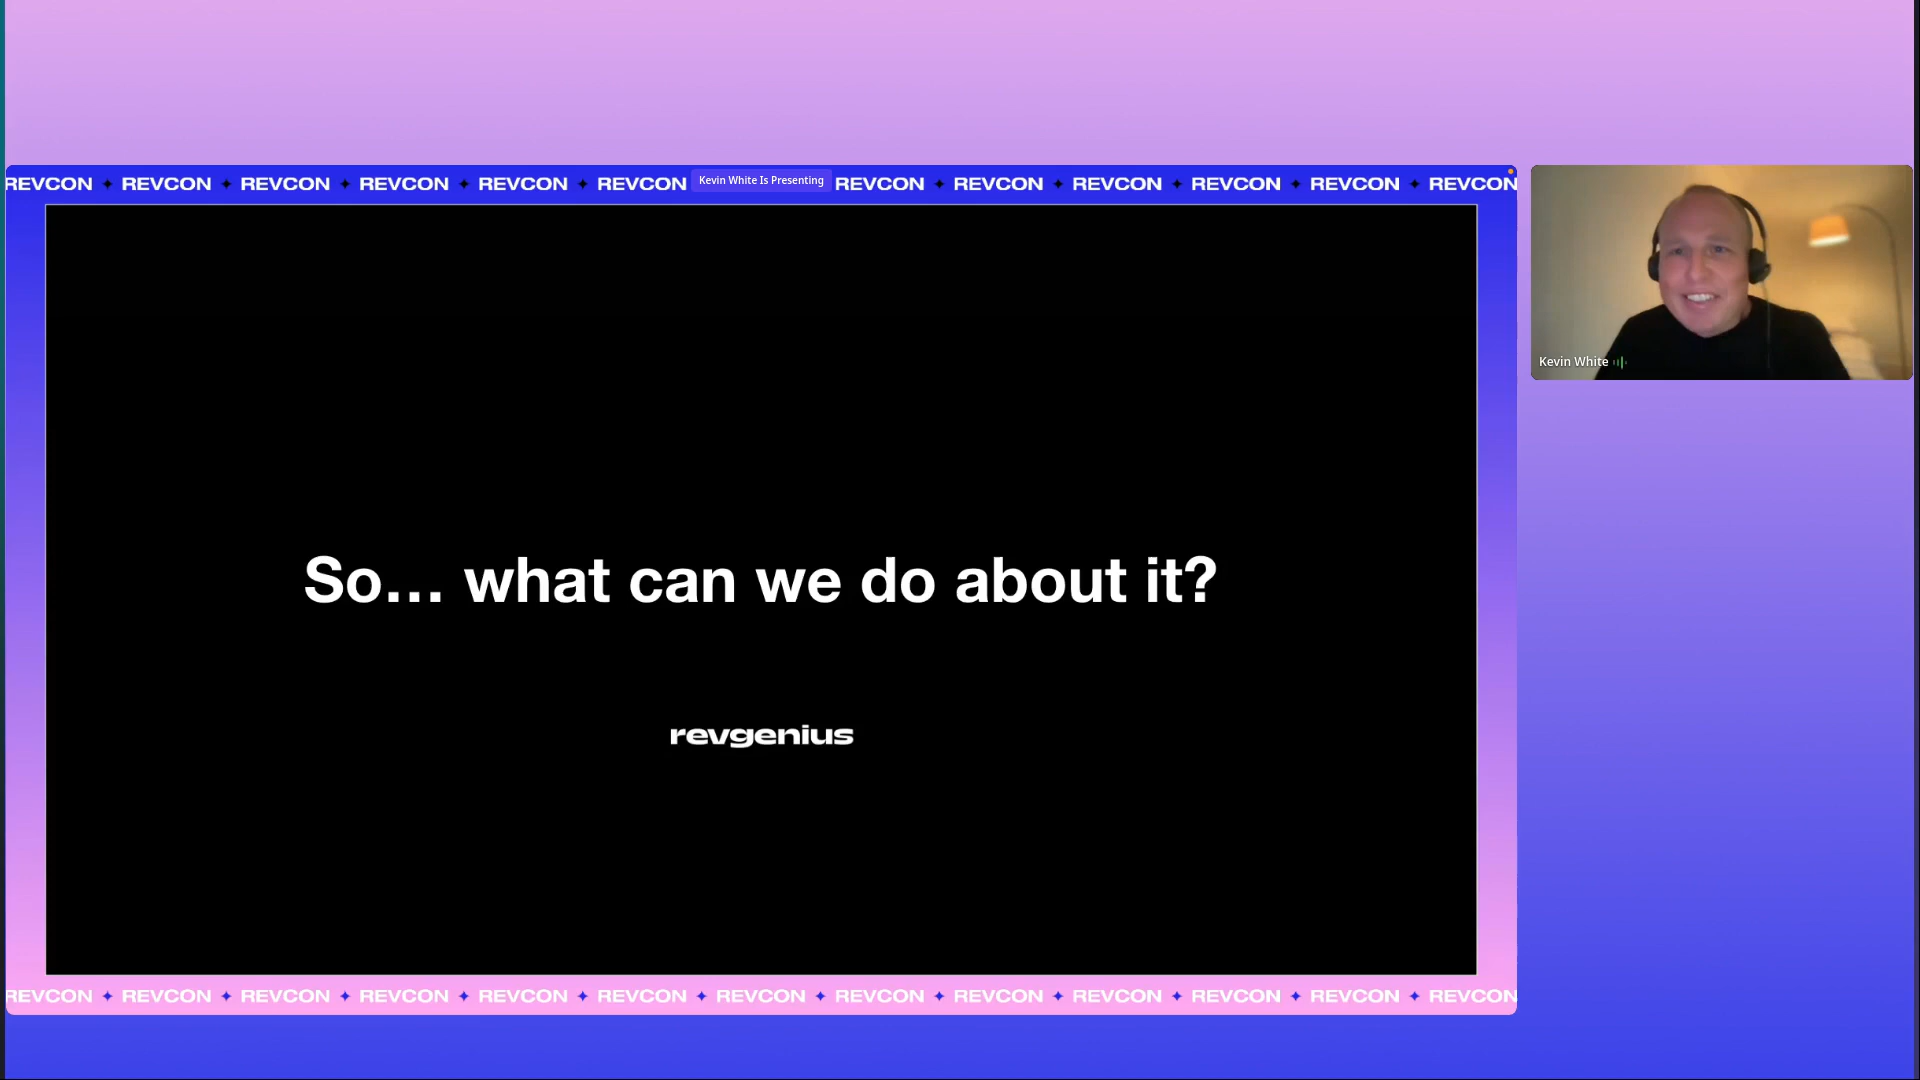 REVCON ✦ REVCON ✦ REVCON ✦ REVCON ✦ REVCON ✦ REVCON Kevin White Is Presenting REVCON ✦ REVCON ✦ REVCON ✦ REVCON ✦ REVCON ✦ REVCON
Kevin White
So... what can we do about it?
revgenius
REVCON ✦ REVCON ✦ REVCON ✦ REVCON ✦ REVCON ✦ REVCON ✦ REVCON ✦ REVCON ✦ REVCON ✦ REVCON ✦ REVCON ✦ REVCON ✦ REVCON